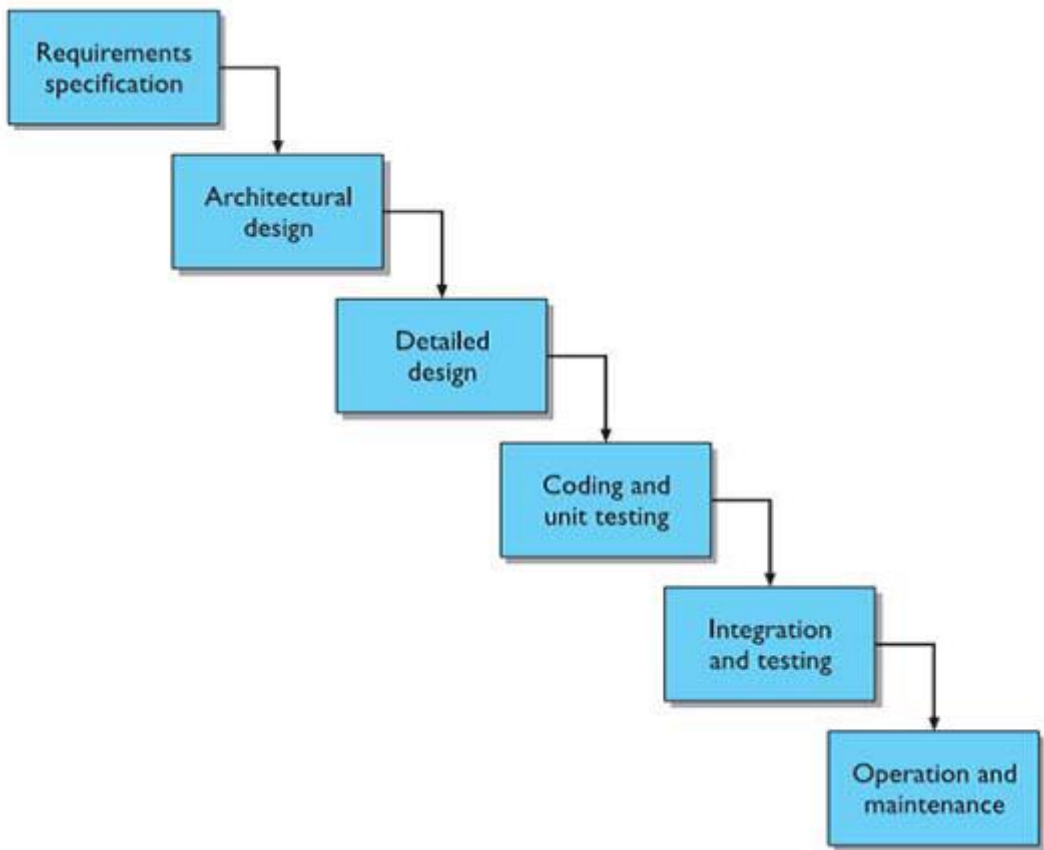 Requirements
specification
Architectural
design
Detailed
design
Coding and
unit testing
Integration
and testing
Operation and
maintenance